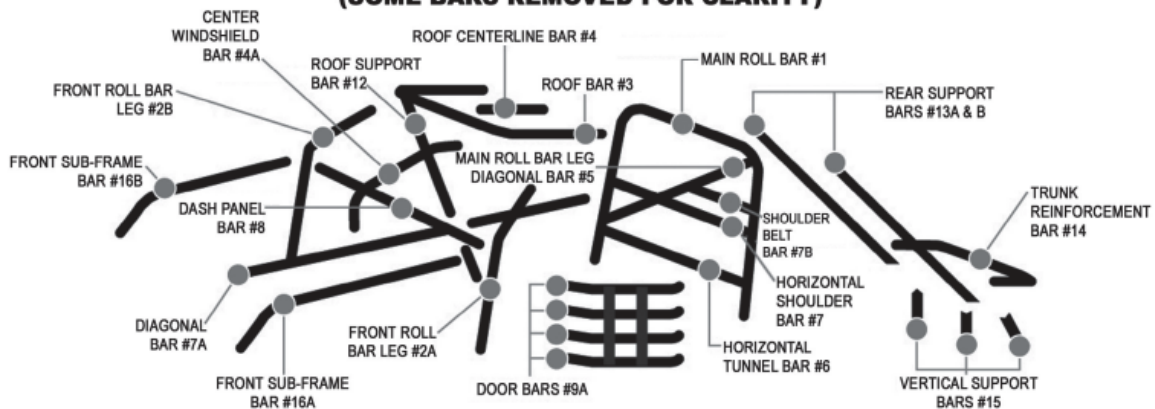 (SOME BARS REMOVED FOR CLARITY)
CENTER
WINDSHIELD
BAR #4A
ROOF CENTERLINE BAR #4
ROOF SUPPORT
BAR #12
ROOF BAR #3
MAIN ROLL BAR #1
FRONT ROLL BAR
LEG #2B
REAR SUPPORT
BARS #13A & B
FRONT SUB-FRAME
BAR #16B
MAIN ROLL BAR LEG
DIAGONAL BAR #5
DASH PANEL
BAR #8
SHOULDER
BELT
BAR #7B
TRUNK
REINFORCEMENT
BAR #14
HORIZONTAL
SHOULDER
BAR #7
DIAGONAL
BAR #7A
FRONT ROLL
BAR LEG #2A
HORIZONTAL
TUNNEL BAR #6
FRONT SUB-FRAME
BAR #16A
DOOR BARS #9A
VERTICAL SUPPORT
BARS #15